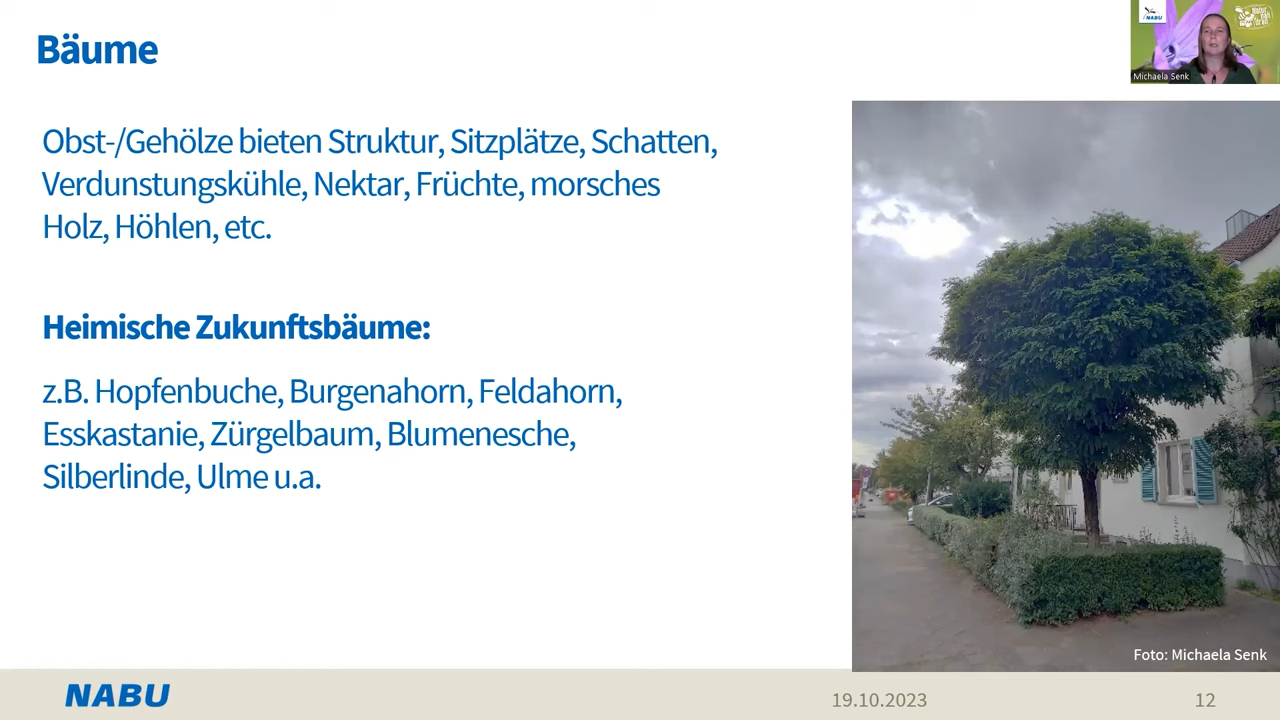 Bäume
NABU
Michaela Senk
Obst-/Gehölze bieten Struktur, Sitzplätze, Schatten,
Verdunstungskühle, Nektar, Früchte, morsches
Holz, Höhlen, etc.
Heimische Zukunftsbäume:
z.B. Hopfenbuche, Burgenahorn, Feldahorn,
Esskastanie, Zürgelbaum, Blumenesche,
Silberlinde, Ulme u.a.
Foto: Michaela Senk
NABU
19.10.2023
12